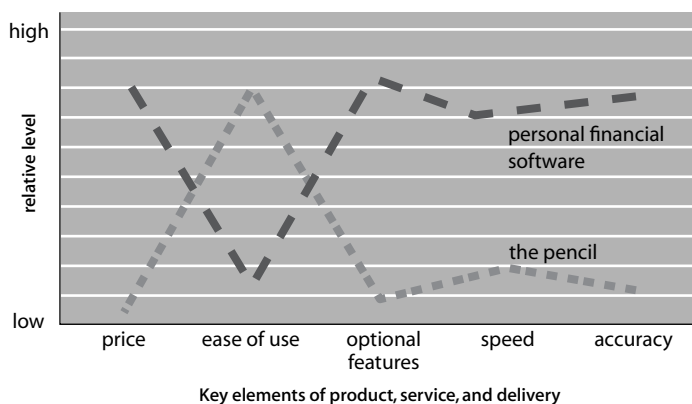 high
relative level
personal financial
software
the pencil
low
price
ease of use
optional
features
speed
accuracy
Key elements of product, service, and delivery